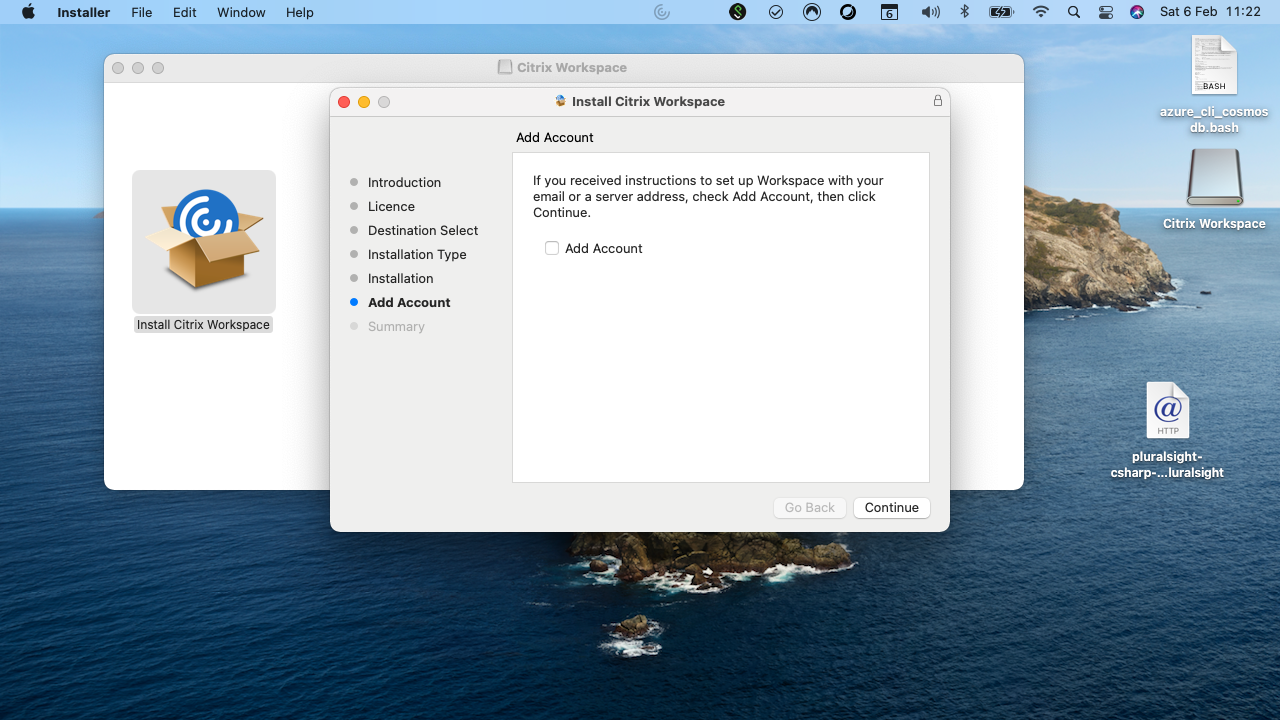 Installer File Edit Window Help 6 Sat 6 Feb 11:22
Citrix Workspace
Install Citrix Workspace
Add Account
Introduction
Licence
Destination Select
Installation Type
Installation
Add Account
Summary
If you received instructions to set up Workspace with your
email or a server address, check Add Account, then click
Continue.
Add Account
Go Back Continue
Install Citrix Workspace
BASH
azure_cli_cosmos
db.bash
Citrix Workspace
@
HTTP
pluralsight-
csharp-...luralsight